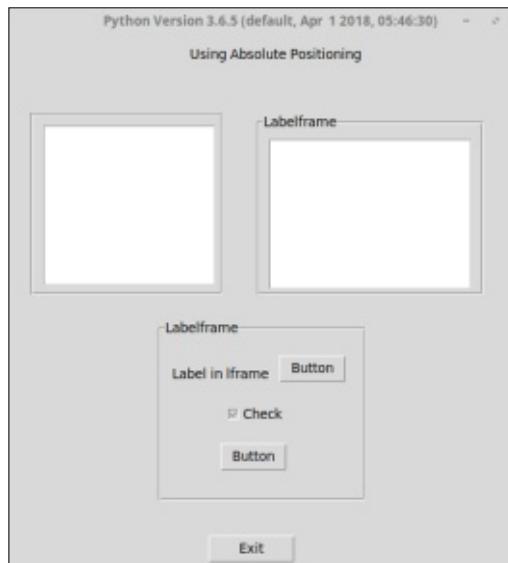 Python Version 3.6.5 (default, Apr 1 2018, 05:46:30)
Using Absolute Positioning
Labelframe
Labelframe
Label in lframe
Button
Check
Button
Exit